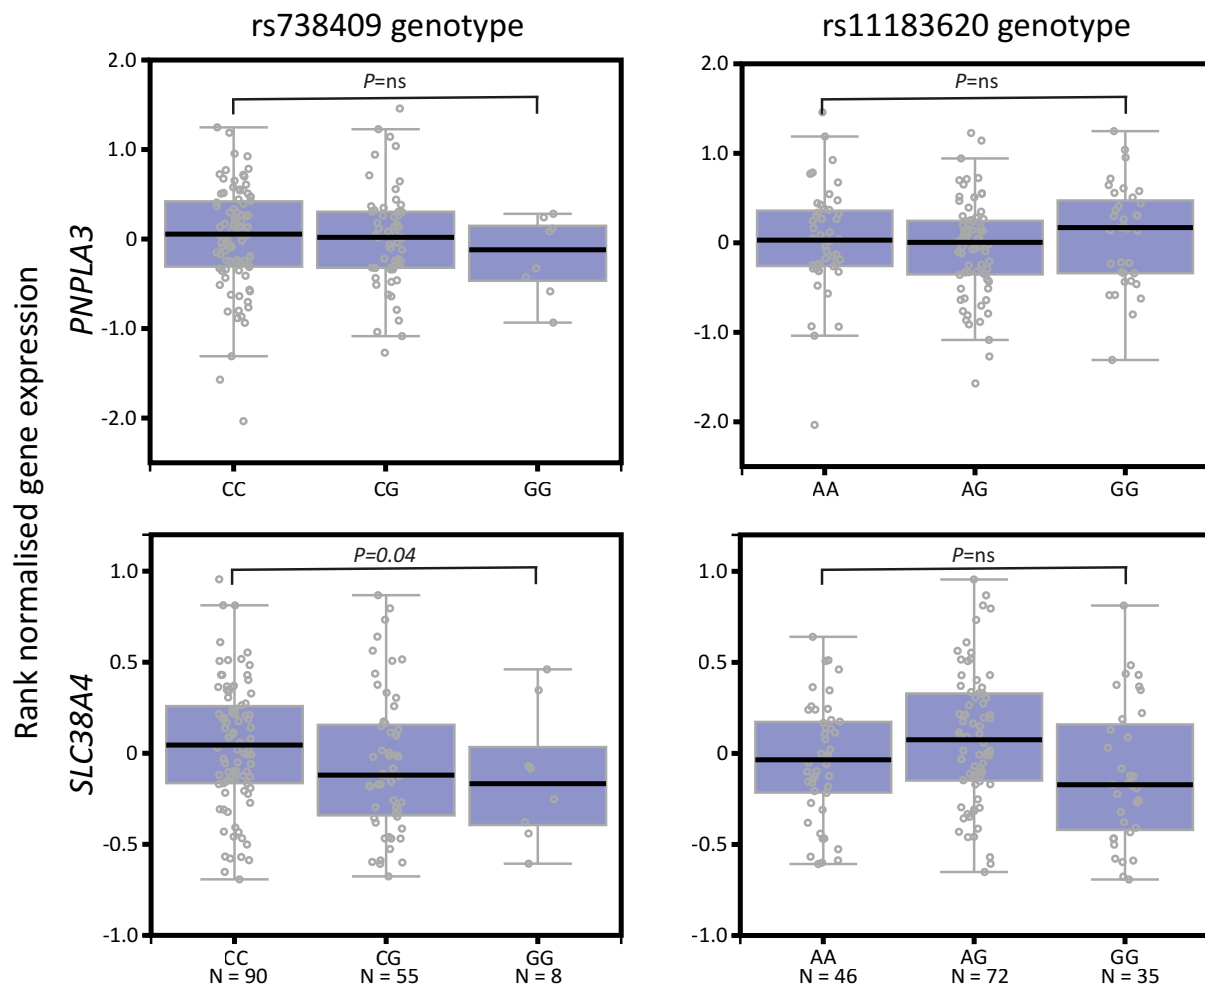 rs738409 genotype
rs11183620 genotype
Rank normalised gene expression
PNPLA3
2.0
1.0
0
-1.0
-2.0
P=ns
CC
CG
GG
2.0
1.0
0
-1.0
-2.0
P=ns
AA
AG
GG
SLC38A4
1.0
0.5
0
-0.5
-1.0
P=0.04
CC
CG
GG
N = 90
N = 55
N = 8
1.0
0.5
0
-0.5
-1.0
P=ns
AA
AG
GG
N = 46
N = 72
N = 35